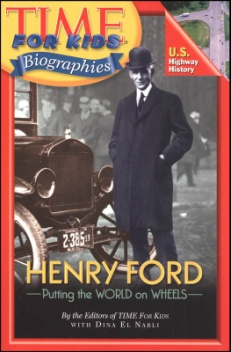 TIME
FOR KIDS
Biographies
U.S.
Highway
History
HENRY FORD
Putting the WORLD on WHEELS
By the Editors of TIME FOR KIDS
WITH DINA EL NABLI